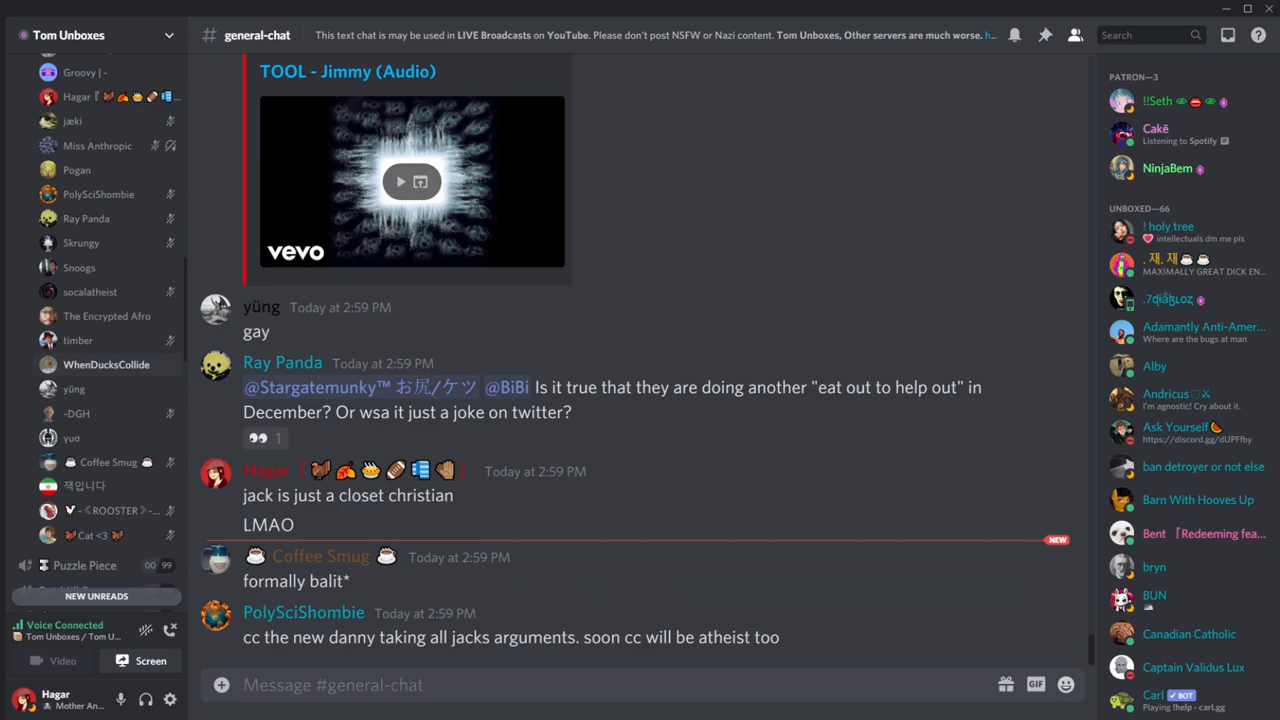 Tom Unboxes
Groovy | -
Hagar
jæki
Miss Anthropic
Pogan
PolySciShombie
Ray Panda
Skrungy
Snoogs
socalatheist
The Encrypted Afro
timber
WhenDucksCollide
yüng
-DGH
yuσ
Coffee Smug
잭입니다
-《ROOSTER》-...
Cat <3
Puzzle Piece 00 99
NEW UNREADS
Voice Connected
Tom Unboxes / Tom U...
Video Screen
Hagar
Mother An...
# general-chat This text chat is may be used in LIVE Broadcasts on YouTube. Please don't post NSFW or Nazi content. Tom Unboxes, Other servers are much worse. h...
Search
TOOL - Jimmy (Audio)
vevo
yüng Today at 2:59 PM
gay
Ray Panda Today at 2:59 PM
@Stargatemunky™ お尻/ケツ @BiBi Is it true that they are doing another "eat out to help out" in
December? Or wsa it just a joke on twitter?
👀 1
Hagar 「🦃🍂🥧🏈 Today at 2:59 PM
jack is just a closet christian
LMAO
NEW
☕ Coffee Smug ☕ Today at 2:59 PM
formally balit*
PolySciShombie Today at 2:59 PM
cc the new danny taking all jacks arguments. soon cc will be atheist too
Message #general-chat
GIF
PATRON—3
!!Seth
Cakë
Listening to Spotify
NinjaBem
UNBOXED—66
! holy tree
intellectuals dm me pls
. 재. 재
MAXIMALLY GREAT DICK EN...
Adamantly Anti-Amer...
Where are the bugs at man
Alby
Andricus
I'm agnostic! Cry about it.
Ask Yourself
https://discord.gg/dUPffby
ban detroyer or not else
Barn With Hooves Up
Bent 「Redeeming fea...
bryn
BUN
Canadian Catholic
Captain Validus Lux
Carl BOT
Playing !help - carl.gg